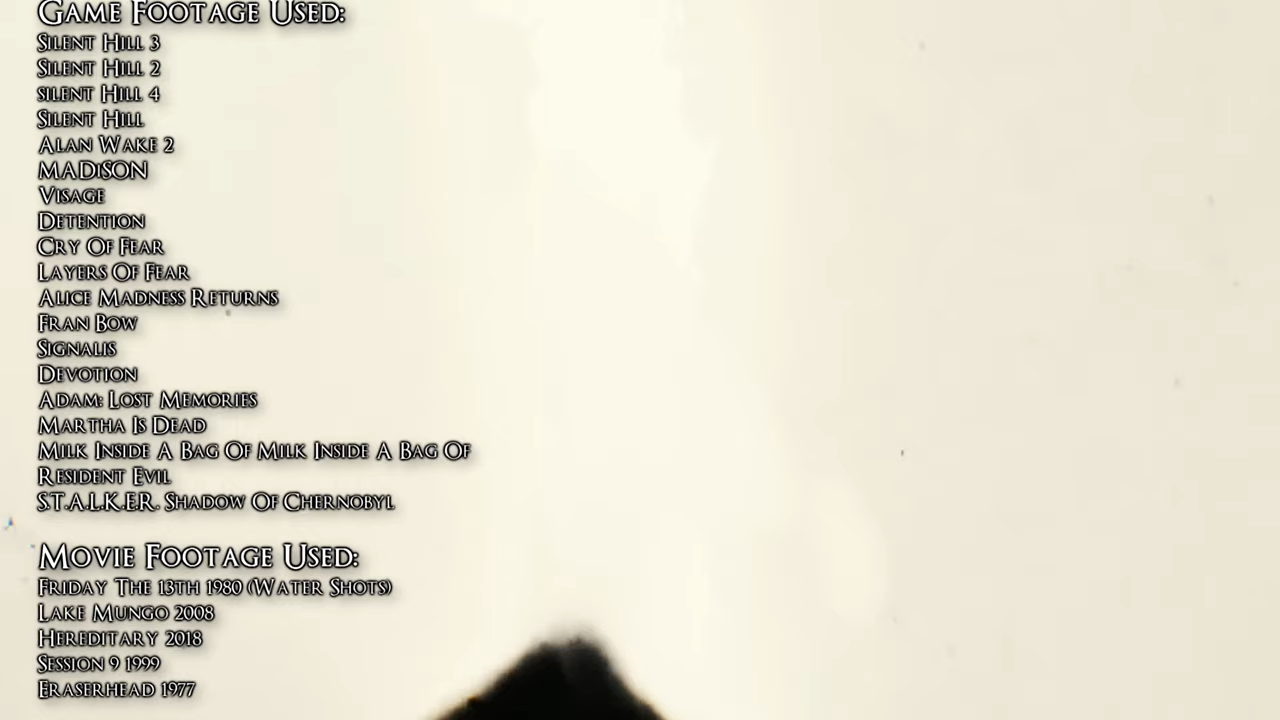 Game Footage Used:
Silent Hill 3
Silent Hill 2
silent Hill 4
Silent Hill
Alan Wake 2
MADiSON
Visage
Detention
Cry Of Fear
Layers Of Fear
Alice Madness Returns
Fran Bow
Signalis
Devotion
Adam: Lost Memories
Martha Is Dead
Milk Inside A Bag Of Milk Inside A Bag Of
Resident Evil
S.T.A.L.K.E.R. Shadow Of Chernobyl
Movie Footage Used:
Friday The 13th 1980 (Water Shots)
Lake Mungo 2008
Hereditary 2018
Session 9 1999
Eraserhead 1977